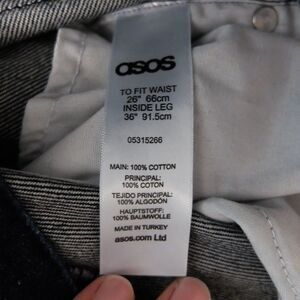 asos
TO FIT WAIST
26" 66cm
INSIDE LEG
36" 91.5cm
05315266
MAIN: 100% COTTON
PRINCIPAL:
100% COTON
TEJIDO PRINCIPAL:
100% ALGODÓN
HAUPTSTOFF:
100% BAUMWOLLE
MADE IN TURKEY
asos.com Ltd